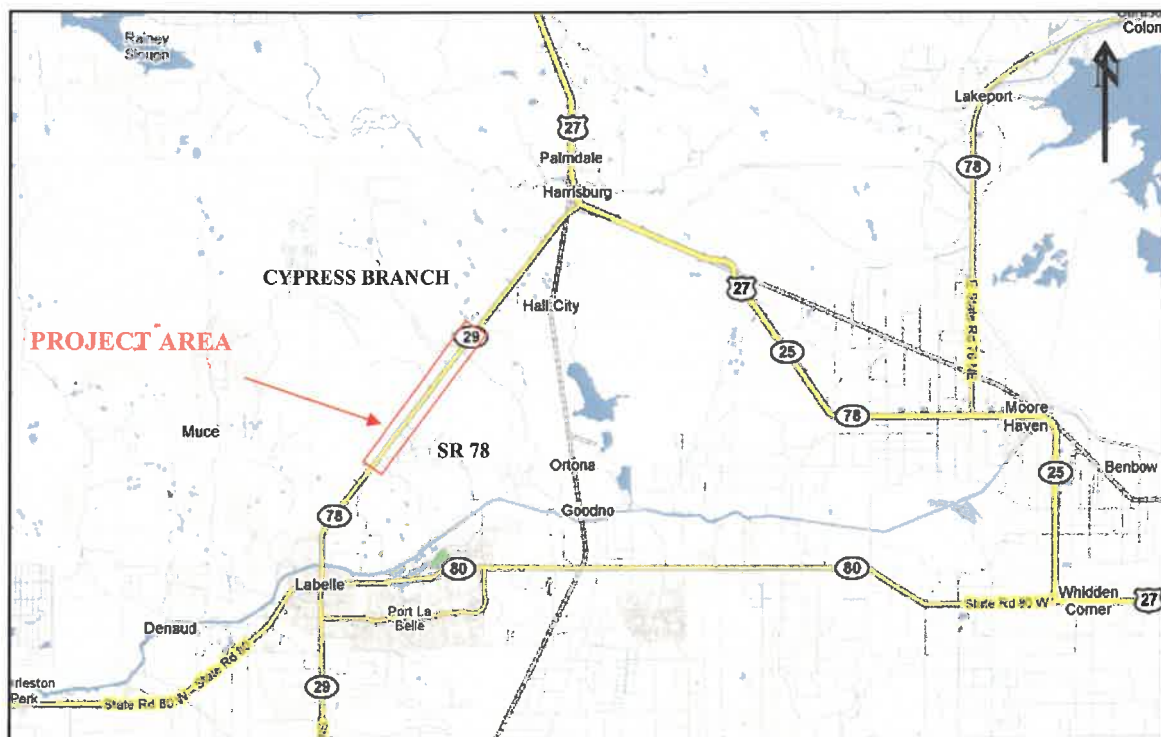 Rainey
Slough
Colon
N
27
Lakeport
Palmdale
78
Harrisburg
CYPRESS BRANCH
27
Hall City
29
PROJECT AREA
25
78
Moore
Haven
Muce
SR 78
Ortona
25
Benbow
Goodno
78
80
80
Labelle
Whidden
Corner
27
State Rd 80 W
Port La
Belle
Denaud
29
rleston
Park
State Rd 80 W
State Rd 80